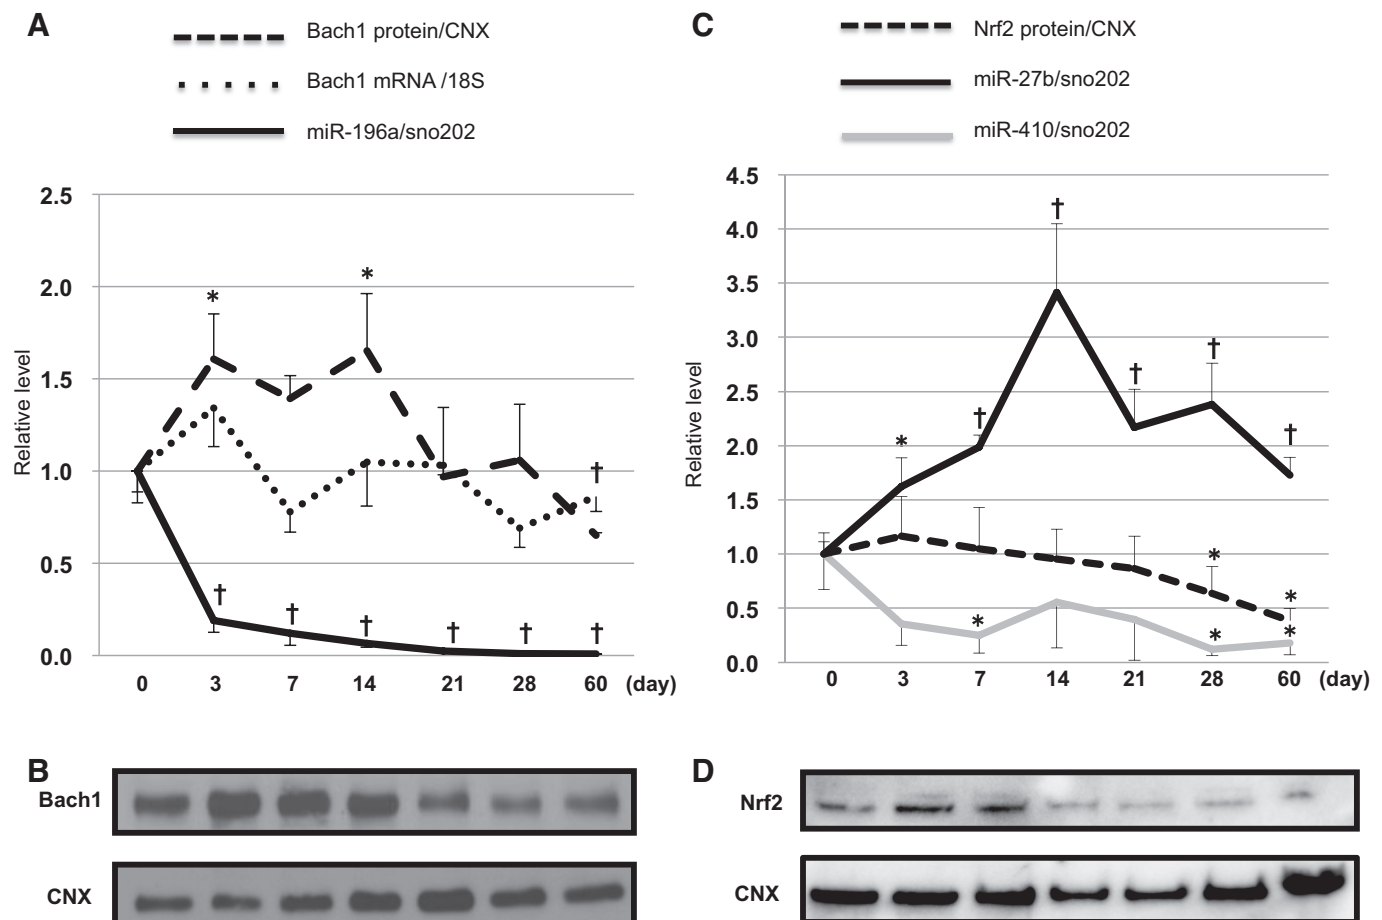 A
Bach1 protein/CNX
Bach1 mRNA /18S
miR-196a/sno202
2.5
2.0
1.5
1.0
0.5
0.0
Relative level
* * † † † † † † †
0 3 7 14 21 28 60 (day)
B
Bach1
CNX
C
Nrf2 protein/CNX
miR-27b/sno202
miR-410/sno202
4.5
4.0
3.5
3.0
2.5
2.0
1.5
1.0
0.5
0.0
Relative level
* † † † † † * * * * *
0 3 7 14 21 28 60 (day)
D
Nrf2
CNX